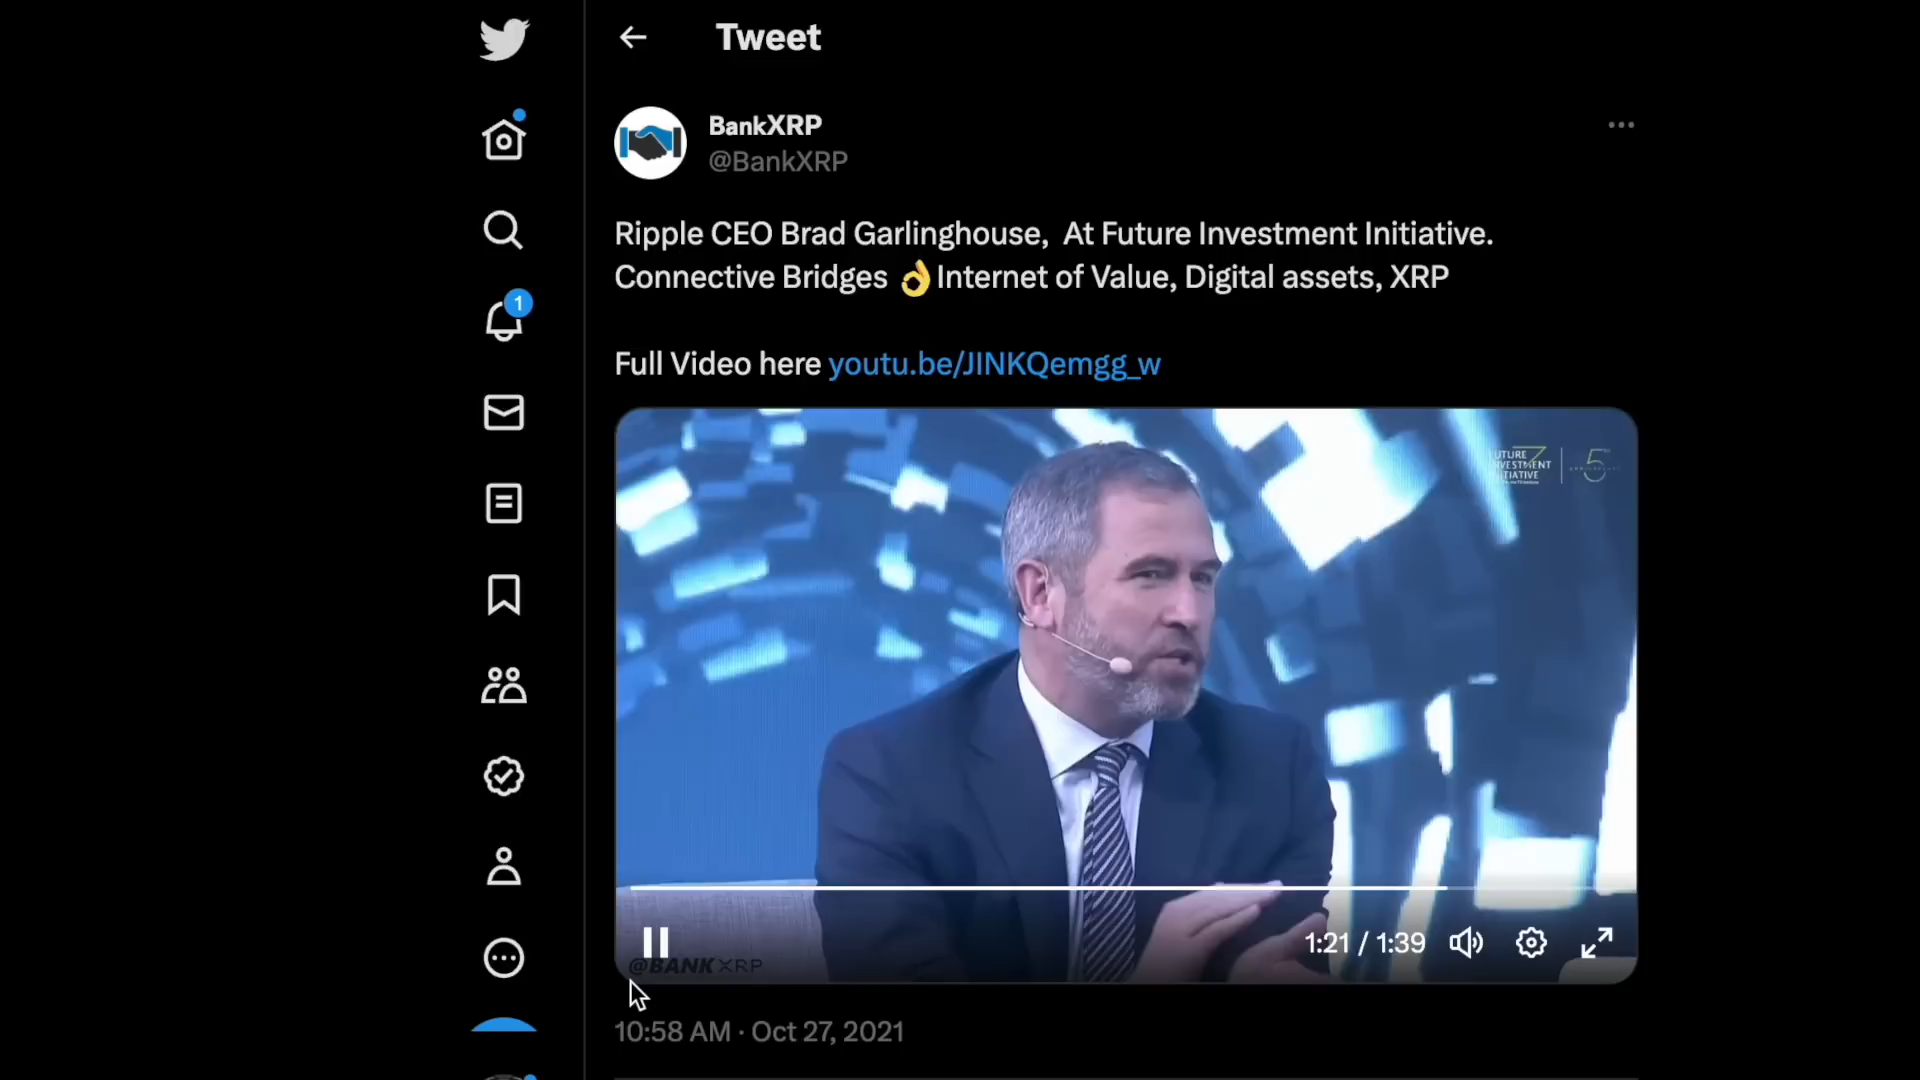 Tweet
BankXRP
@BankXRP
Ripple CEO Brad Garlinghouse, At Future Investment Initiative.
Connective Bridges 👌Internet of Value, Digital assets, XRP
Full Video here youtu.be/JINKQemgg_w
1
FUTURE
INVESTMENT
INITIATIVE
5
1:21 / 1:39
@BANKXRP
10:58 AM · Oct 27, 2021